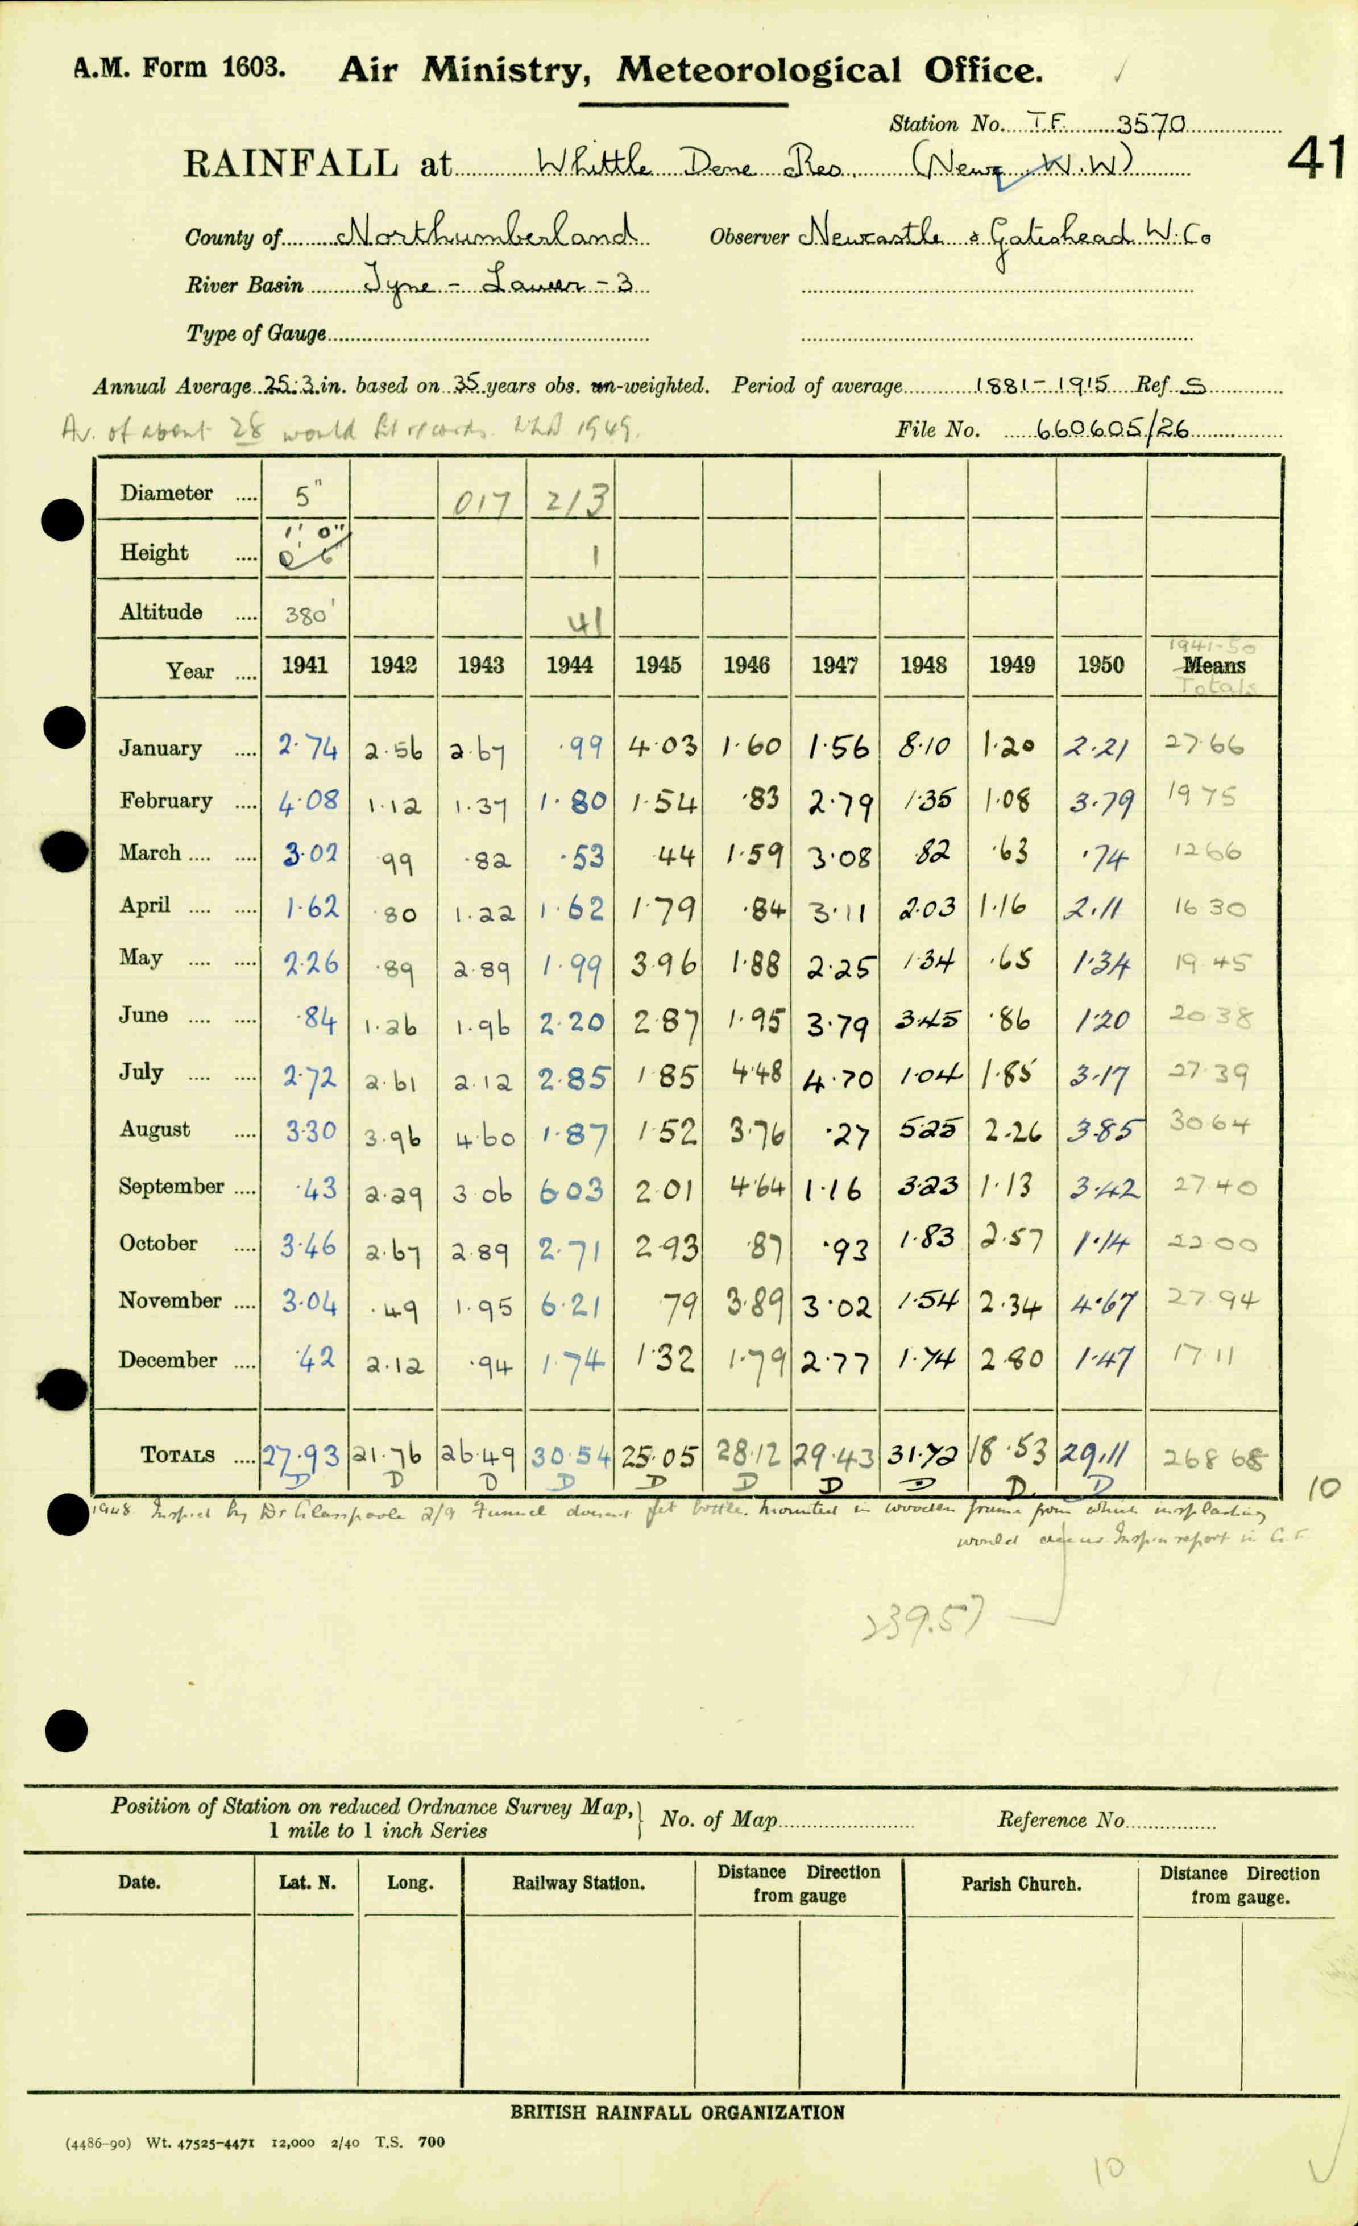 A.M. Form 1603. Air Ministry, Meteorological Office.
Station No. T.F. 3570
41
RAINFALL at Whittle Dene Res. (Newc. W.W)
County of Northumberland Observer Newcastle & Gateshead W. Co
River Basin Tyne - Lower - 3
Type of Gauge
Annual Average 25.3 in. based on 35 years obs. un-weighted. Period of average 1881-1915 Ref S
Av. of about 28 would fit records. 1949.
File No. 660605/26
Diameter .... 5" 017 213
Height .... 1' 0" 0' 6" 1
Altitude .... 380' 41
1941-50
Year .... 1941 1942 1943 1944 1945 1946 1947 1948 1949 1950 Means
Totals
January .... 2.74 2.56 2.67 .99 4.03 1.60 1.56 8.10 1.20 2.21 27.66
February .... 4.08 1.12 1.37 1.80 1.54 .83 2.79 1.35 1.08 3.79 19 75
March .... .... 3.02 .99 .82 .53 .44 1.59 3.08 .82 .63 .74 12 66
April .... .... 1.62 .80 1.22 1.62 1.79 .84 3.11 2.03 1.16 2.11 16 30
May .... .... 2.26 .89 2.89 1.99 3.96 1.88 2.25 1.34 .65 1.34 19.45
June .... .... .84 1.26 1.96 2.20 2.87 1.95 3.79 3.45 .86 1.20 20.38
July .... .... 2.72 2.61 2.12 2.85 1.85 4.48 4.70 1.04 1.85 3.17 27.39
August .... 3.30 3.96 4.60 1.87 1.52 3.76 .27 5.25 2.26 3.85 30.64
September .... .43 2.29 3.06 6.03 2.01 4.64 1.16 3.23 1.13 3.42 27.40
October .... 3.46 2.67 2.89 2.71 2.93 .87 .93 1.83 2.57 1.14 22.00
November .... 3.04 .49 1.95 6.21 .79 3.89 3.02 1.54 2.34 4.67 27.94
December .... .42 2.12 .94 1.74 1.32 1.79 2.77 1.74 2.80 1.47 17.11
TOTALS .... 27.93 21.76 26.49 30.54 25.05 28.12 29.43 31.72 18.53 29.11 268 68
D D D D D D D D D D
10
1948 Insp'd by Dr Glasspoole 2/9 Funnel doesn't fit bottle. Mounted in wooden frame from which insplashing
would occur Inspn report in
239.57
Position of Station on reduced Ordnance Survey Map, 1 mile to 1 inch Series } No. of Map Reference No.
Date. Lat. N. Long. Railway Station. Distance Direction from gauge Parish Church. Distance Direction from gauge.
BRITISH RAINFALL ORGANIZATION
(4486-90) Wt. 47525-4471 12,000 2/40 T.S. 700
10